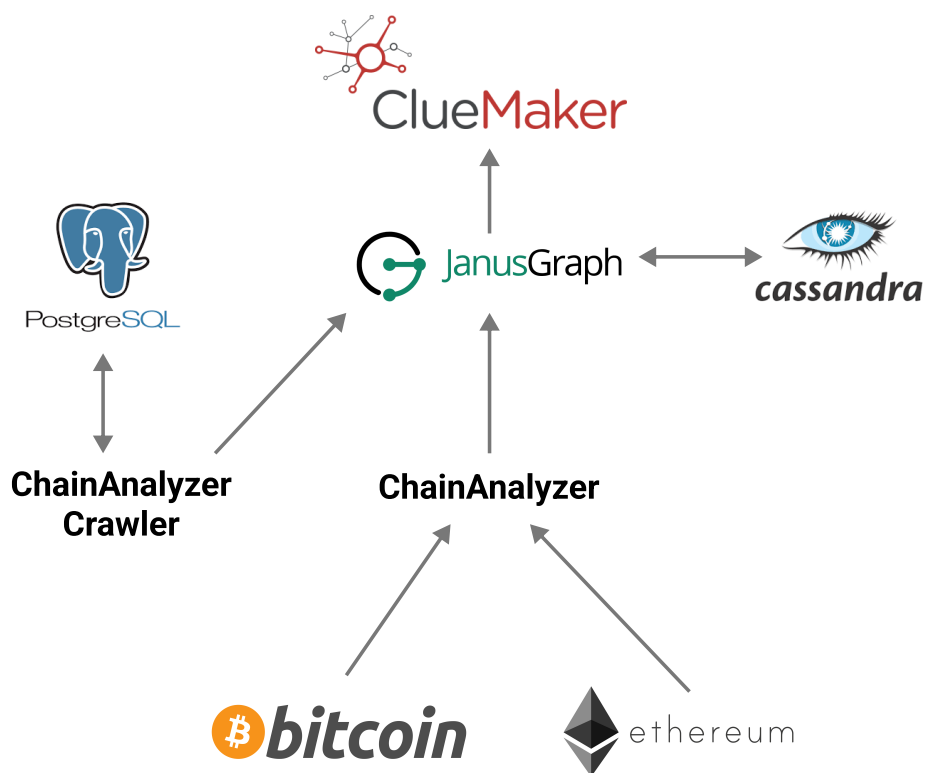 ClueMaker
PostgreSQL
JanusGraph
cassandra
ChainAnalyzer
Crawler
ChainAnalyzer
bitcoin
ethereum